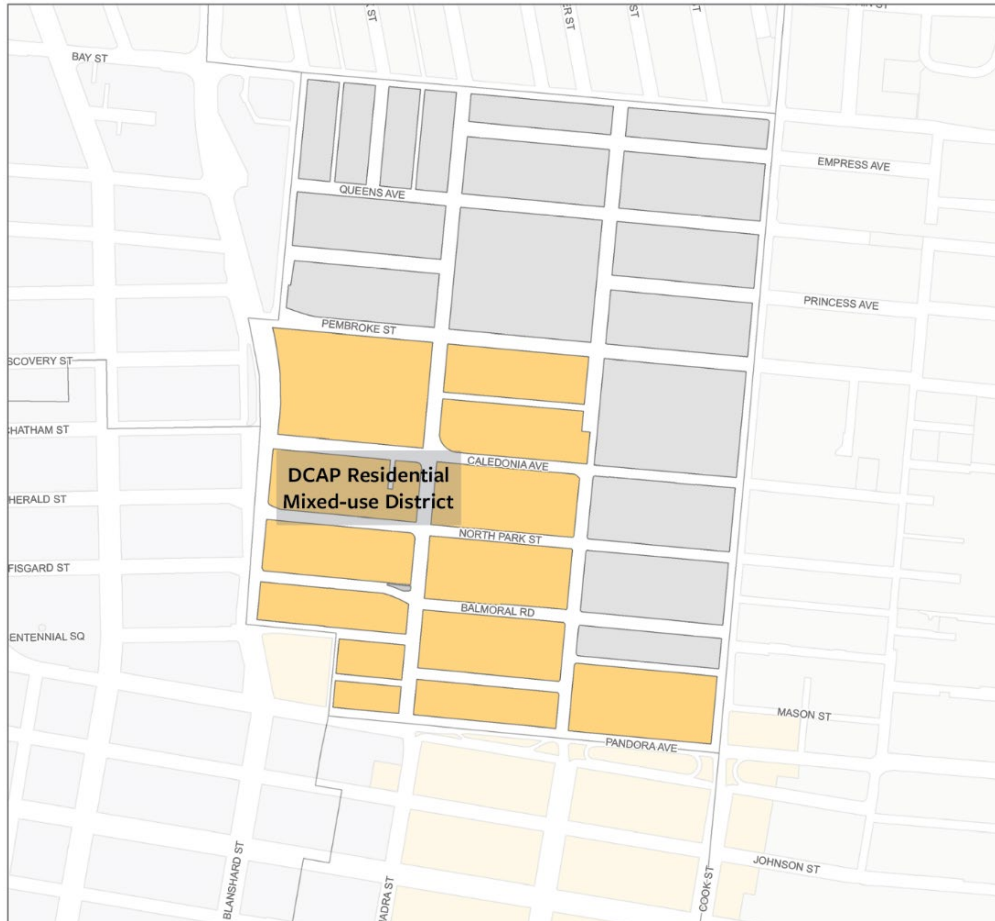 BAY ST
EMPRESS AVE
QUEENS AVE
PRINCESS AVE
PEMBROKE ST
SCOVERY ST
CHATHAM ST
CALEDONIA AVE
DCAP Residential
Mixed-use District
HERALD ST
NORTH PARK ST
FISGARD ST
BALMORAL RD
ENTENNIAL SQ
MASON ST
PANDORA AVE
JOHNSON ST
BLANSHARD ST
ADRA ST
COOK ST